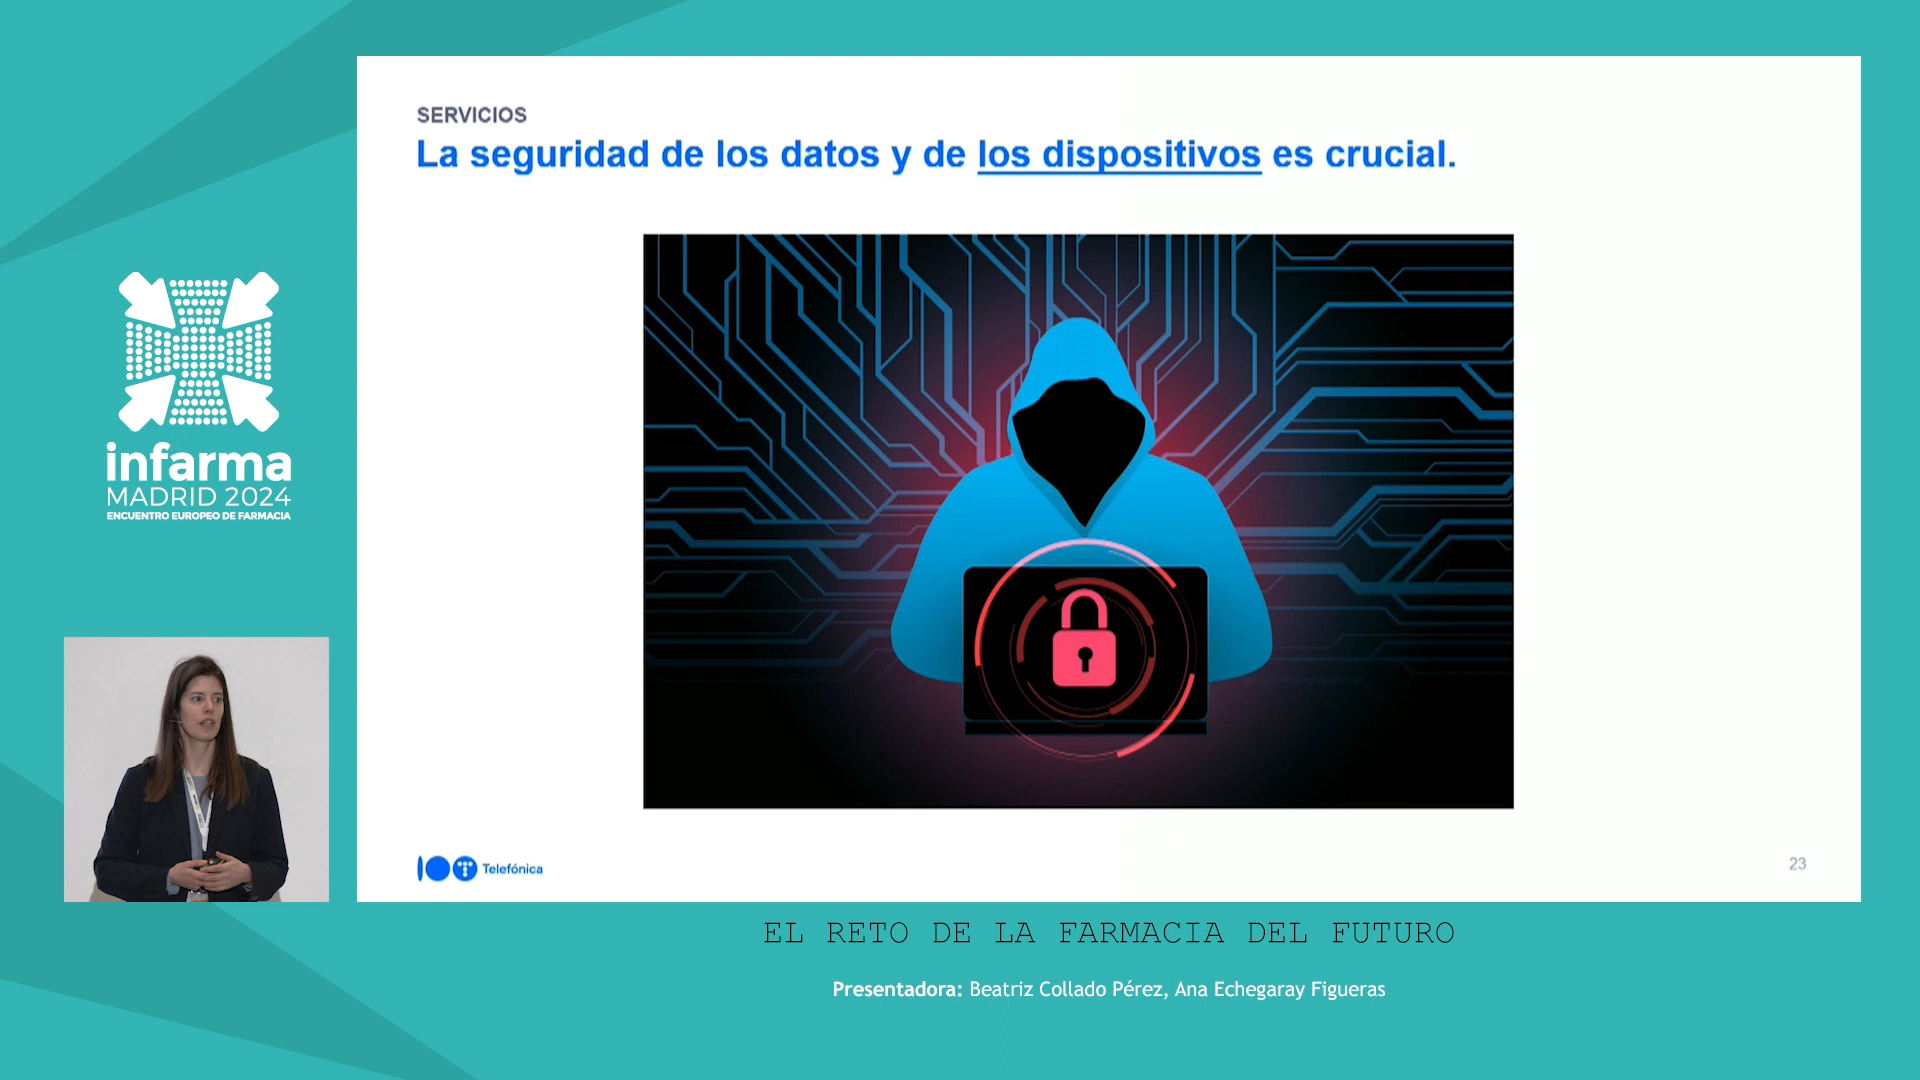 SERVICIOS
La seguridad de los datos y de los dispositivos es crucial.
infarma
MADRID 2024
ENCUENTRO EUROPEO DE FARMACIA
Telefónica
23
EL RETO DE LA FARMACIA DEL FUTURO
Presentadora: Beatriz Collado Pérez, Ana Echegaray Figueras